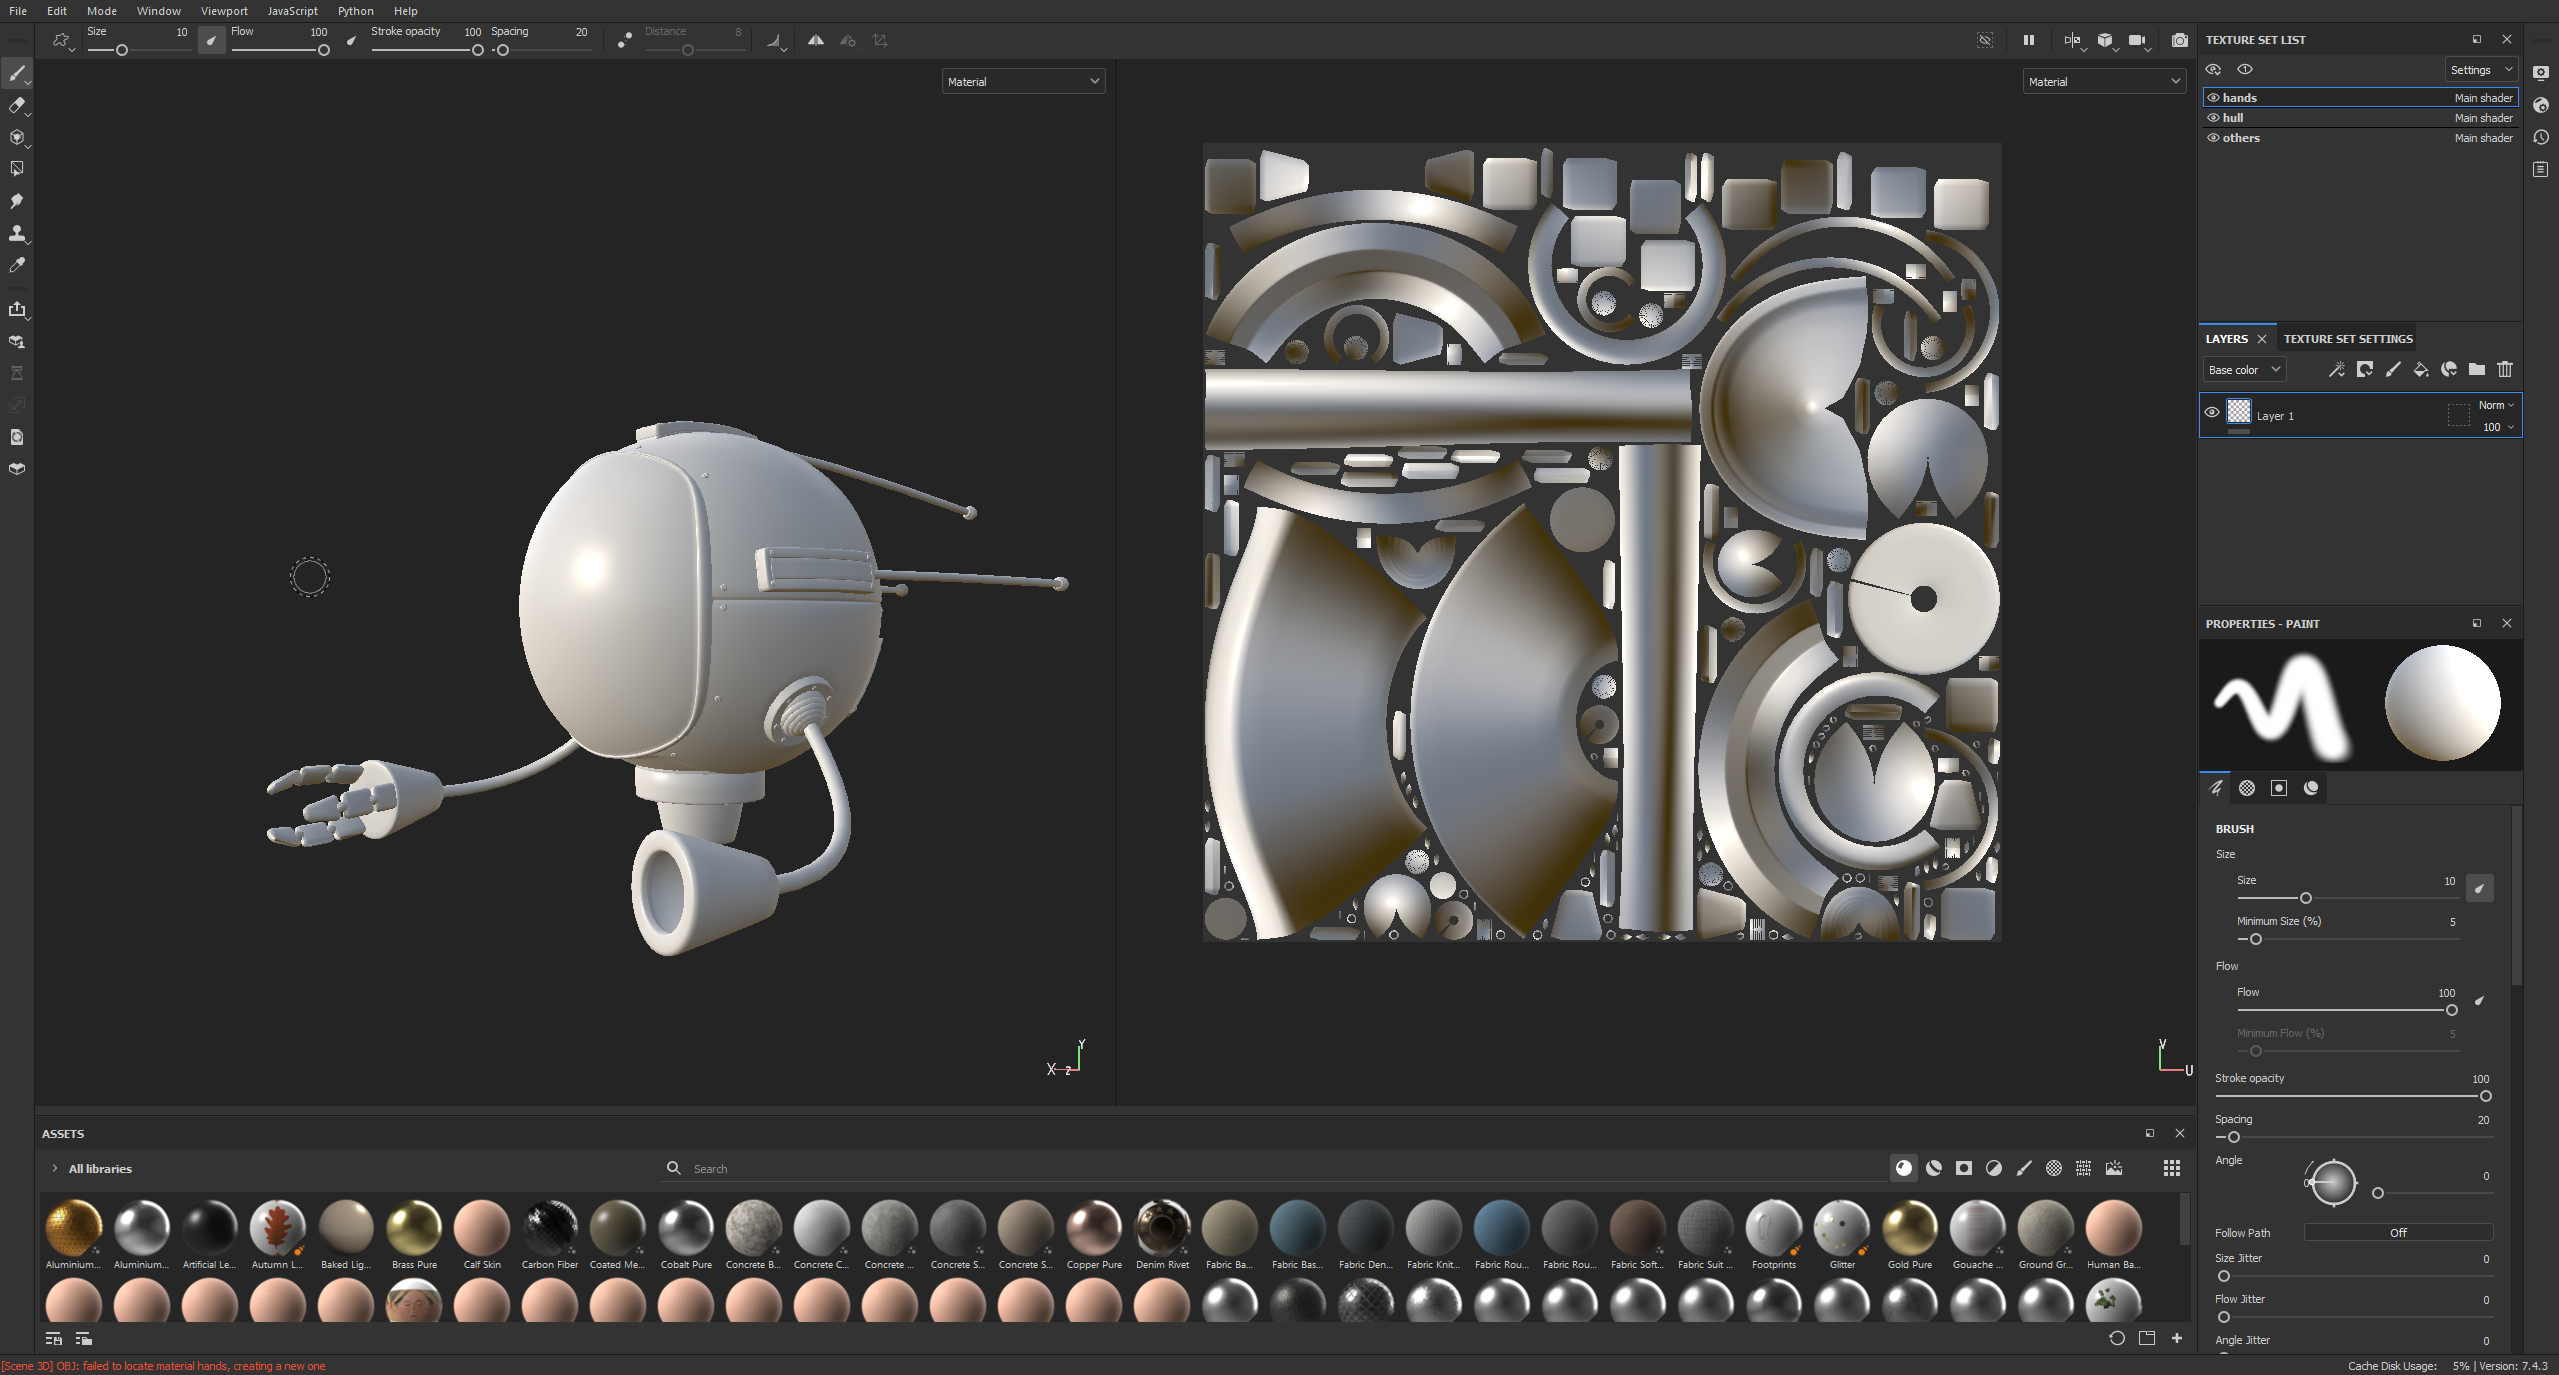 File Edit Mode Window Viewport JavaScript Python Help
Size 10 Flow 100 Stroke opacity 100 Spacing 20 Distance 8
Material
Material
Y
X Z
V
U
TEXTURE SET LIST
Settings
hands Main shader
hull Main shader
others Main shader
LAYERS TEXTURE SET SETTINGS
Base color
Layer 1 Norm
100
PROPERTIES - PAINT
BRUSH
Size
Size 10
Minimum Size (%) 5
Flow
Flow 100
Minimum Flow (%) 5
Stroke opacity 100
Spacing 20
Angle
0 0
Follow Path Off
Size Jitter 0
Flow Jitter 0
Angle Jitter 0
ASSETS
All libraries Search
Aluminium... Aluminium... Artificial Le... Autumn L... Baked Lig... Brass Pure Calf Skin Carbon Fiber Coated Me... Cobalt Pure Concrete B... Concrete C... Concrete ... Concrete S... Concrete S... Copper Pure Denim Rivet Fabric Ba... Fabric Bas... Fabric Den... Fabric Knit... Fabric Rou... Fabric Rou... Fabric Soft... Fabric Suit ... Footprints Glitter Gold Pure Gouache ... Ground Gr... Human Ba...
[Scene 3D] OBJ: failed to locate material hands, creating a new one
Cache Disk Usage: 5% | Version: 7.4.3